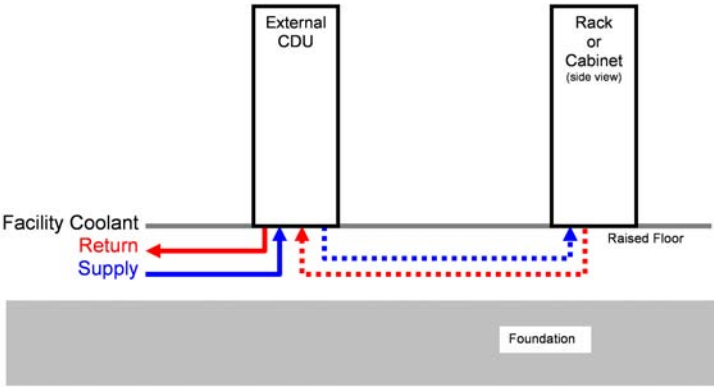 External
CDU
Rack
or
Cabinet
(side view)
Facility Coolant
Return
Supply
Raised Floor
Foundation